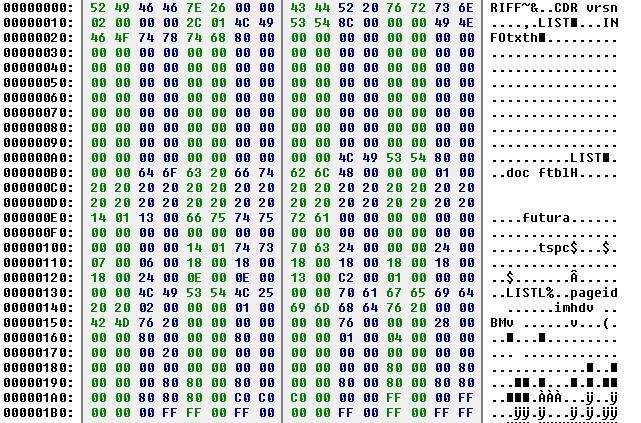 00000000: 52 49 46 46 7E 26 00 00 43 44 52 20 76 72 73 6E RIFF~&..CDR vrsn
00000010: 02 00 00 00 2C 01 4C 49 53 54 8C 00 00 00 49 4E ....,.LIST■...IN
00000020: 46 4F 74 78 74 68 80 00 00 00 00 00 00 00 00 00 FOtxth■.........
00000030: 00 00 00 00 00 00 00 00 00 00 00 00 00 00 00 00 ................
00000040: 00 00 00 00 00 00 00 00 00 00 00 00 00 00 00 00 ................
00000050: 00 00 00 00 00 00 00 00 00 00 00 00 00 00 00 00 ................
00000060: 00 00 00 00 00 00 00 00 00 00 00 00 00 00 00 00 ................
00000070: 00 00 00 00 00 00 00 00 00 00 00 00 00 00 00 00 ................
00000080: 00 00 00 00 00 00 00 00 00 00 00 00 00 00 00 00 ................
00000090: 00 00 00 00 00 00 00 00 00 00 00 00 00 00 00 00 ................
000000A0: 00 00 00 00 00 00 00 00 00 00 4C 49 53 54 80 00 ..........LIST■.
000000B0: 00 00 64 6F 63 20 66 74 62 6C 48 00 00 00 01 00 ..doc ftblH.....
000000C0: 20 20 20 20 20 20 20 20 20 20 20 20 20 20 20 20
000000D0: 20 20 20 20 20 20 20 20 20 20 20 20 20 20 20 20
000000E0: 14 01 13 00 66 75 74 75 72 61 00 00 00 00 00 00 ....futura......
000000F0: 00 00 00 00 00 00 00 00 00 00 00 00 00 00 00 00 ................
00000100: 00 00 00 00 14 01 74 73 70 63 24 00 00 00 24 00 ......tspc$...$.
00000110: 07 00 06 00 18 00 18 00 18 00 18 00 18 00 18 00 ................
00000120: 18 00 24 00 0E 00 0E 00 13 00 C2 00 01 00 00 00 ..$.......Â.....
00000130: 00 00 4C 49 53 54 4C 25 00 00 70 61 67 65 69 64 ..LISTL%..pageid
00000140: 20 00 02 00 00 00 01 00 69 6D 68 64 76 20 00 00 .......imhdv ..
00000150: 42 4D 76 20 00 00 00 00 00 00 76 00 00 00 28 00 BMv ......v...(.
00000160: 00 00 80 00 00 00 80 00 00 00 01 00 04 00 00 00 ..■...■.........
00000170: 00 00 00 20 00 00 00 00 00 00 00 00 00 00 00 00 ... ............
00000180: 00 00 00 00 00 00 00 00 00 00 00 00 80 00 00 80 ............■..■
00000190: 00 00 00 80 80 00 80 00 00 00 80 00 80 00 80 80 ...■■.■...■.■.■■
000001A0: 00 00 80 80 80 00 C0 C0 C0 00 00 00 FF 00 00 FF ..■■■.ÀÀÀ...ÿ..ÿ
000001B0: 00 00 00 FF FF 00 FF 00 00 00 FF 00 FF 00 FF FF ...ÿÿ.ÿ...ÿ.ÿ.ÿÿ